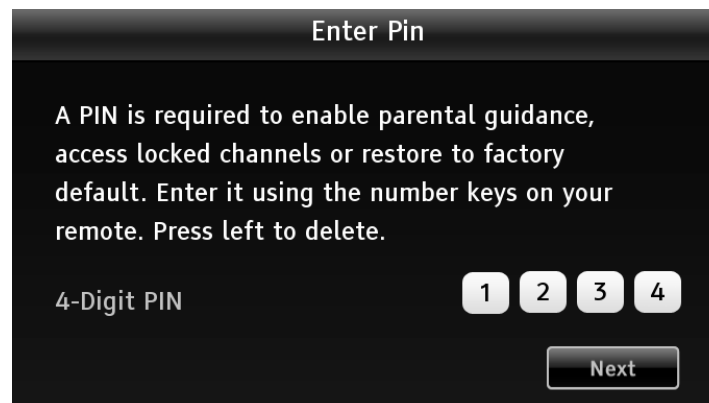 Enter Pin
A PIN is required to enable parental guidance,
access locked channels or restore to factory
default. Enter it using the number keys on your
remote. Press left to delete.
4-Digit PIN 1 2 3 4
Next